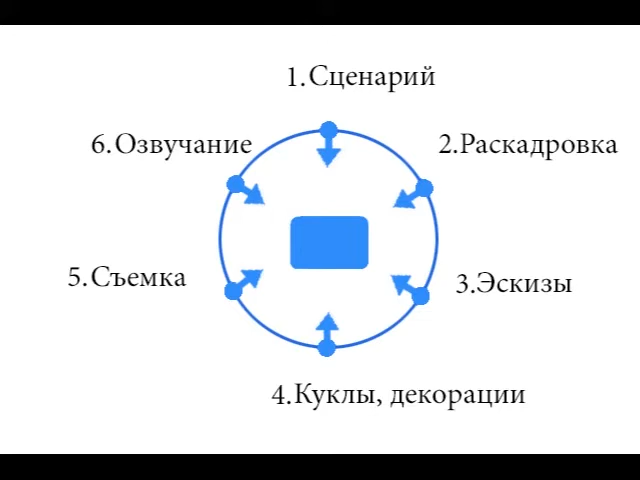 1.Сценарий
2.Раскадровка
3.Эскизы
4.Куклы, декорации
5.Съемка
6.Озвучание